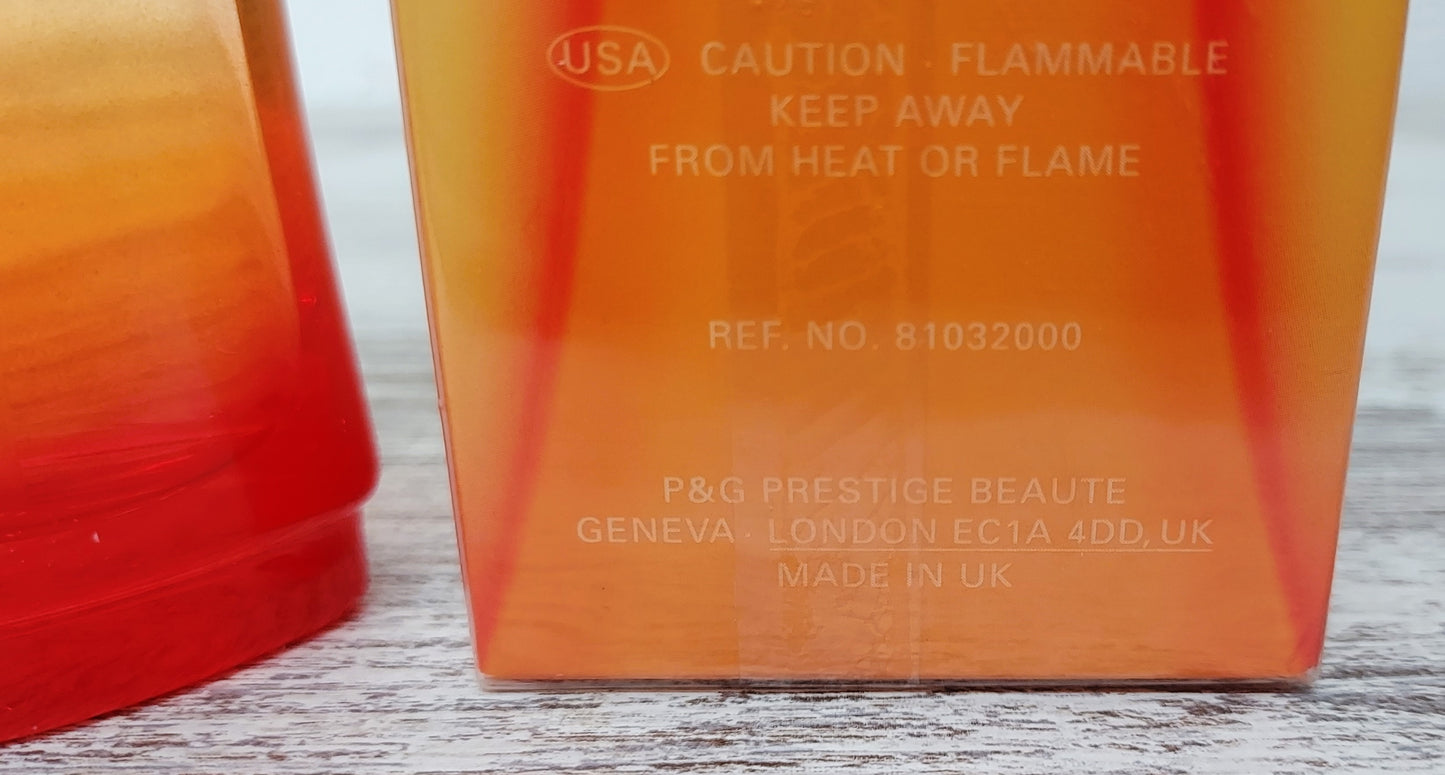 USA CAUTION · FLAMMABLE
KEEP AWAY
FROM HEAT OR FLAME
REF. NO. 81032000
P&G PRESTIGE BEAUTE
GENEVA · LONDON EC1A 4DD, UK
MADE IN UK